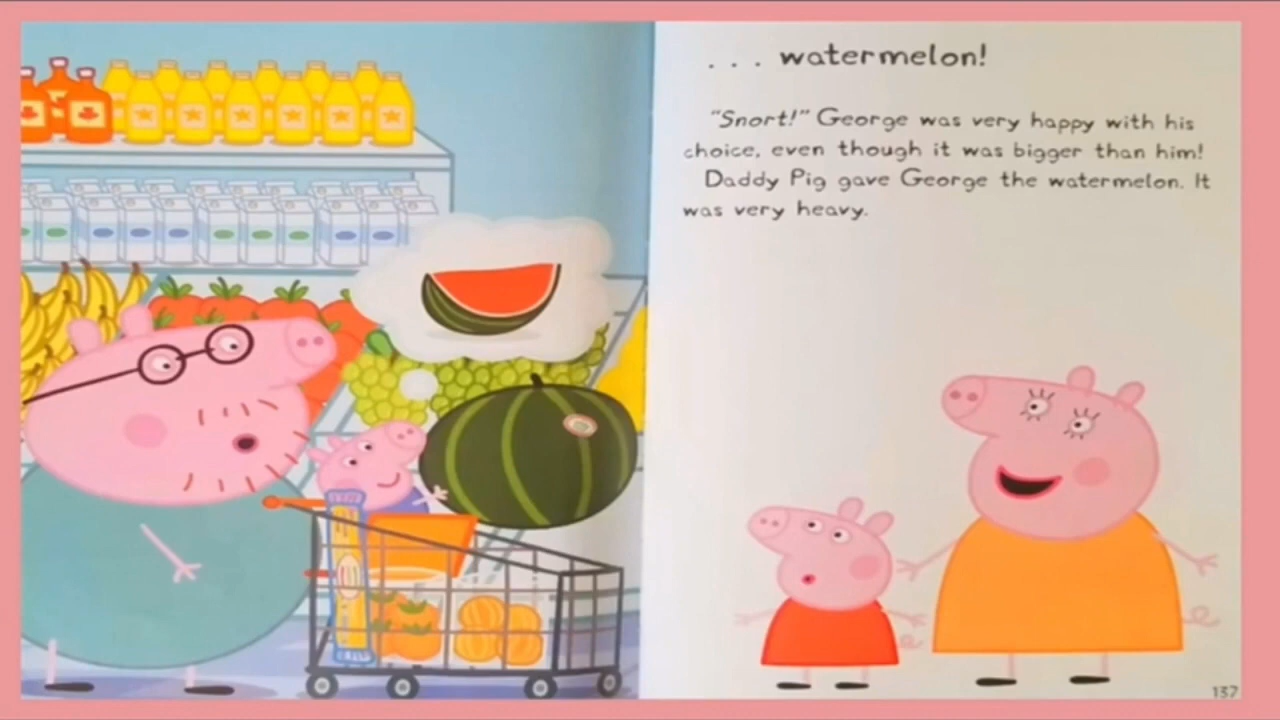 . . . watermelon!
"Snort!" George was very happy with his
choice, even though it was bigger than him!
Daddy Pig gave George the watermelon. It
was very heavy.
137